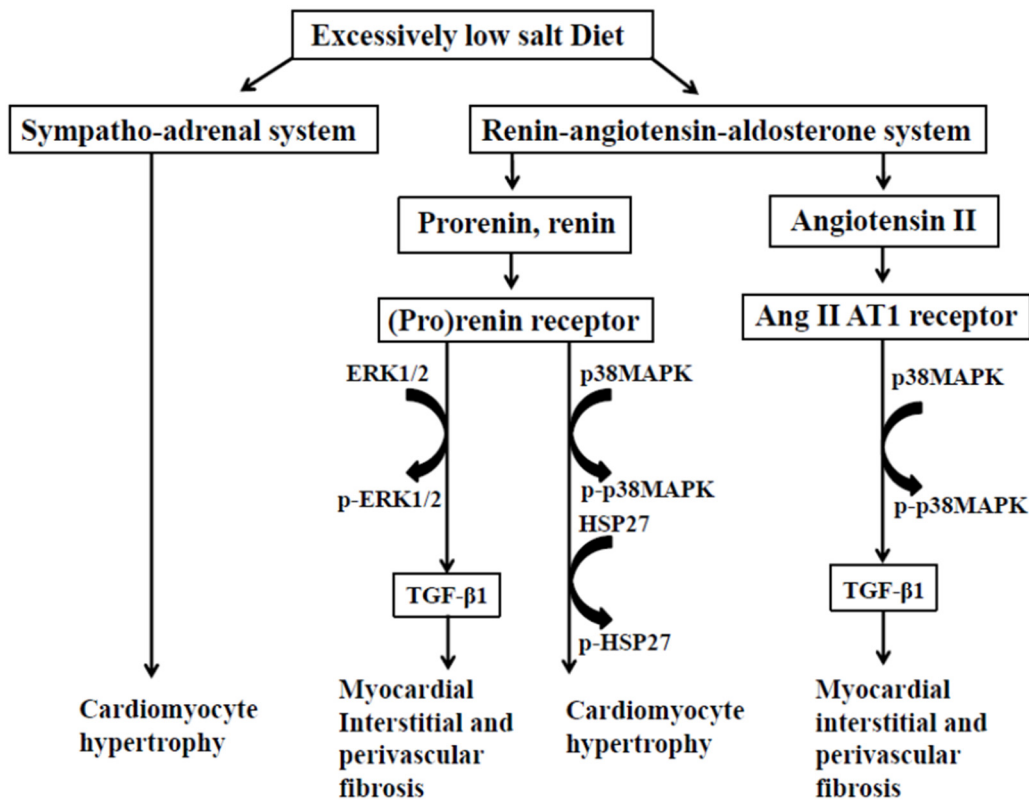 Excessively low salt Diet
Sympatho-adrenal system
Renin-angiotensin-aldosterone system
Prorenin, renin
Angiotensin II
(Pro)renin receptor
Ang II AT1 receptor
ERK1/2
p-ERK1/2
p38MAPK
p-p38MAPK
HSP27
p-HSP27
p38MAPK
p-p38MAPK
TGF-β1
TGF-β1
Cardiomyocyte
hypertrophy
Myocardial
Interstitial and
perivascular
fibrosis
Cardiomyocyte
hypertrophy
Myocardial
interstitial and
perivascular
fibrosis